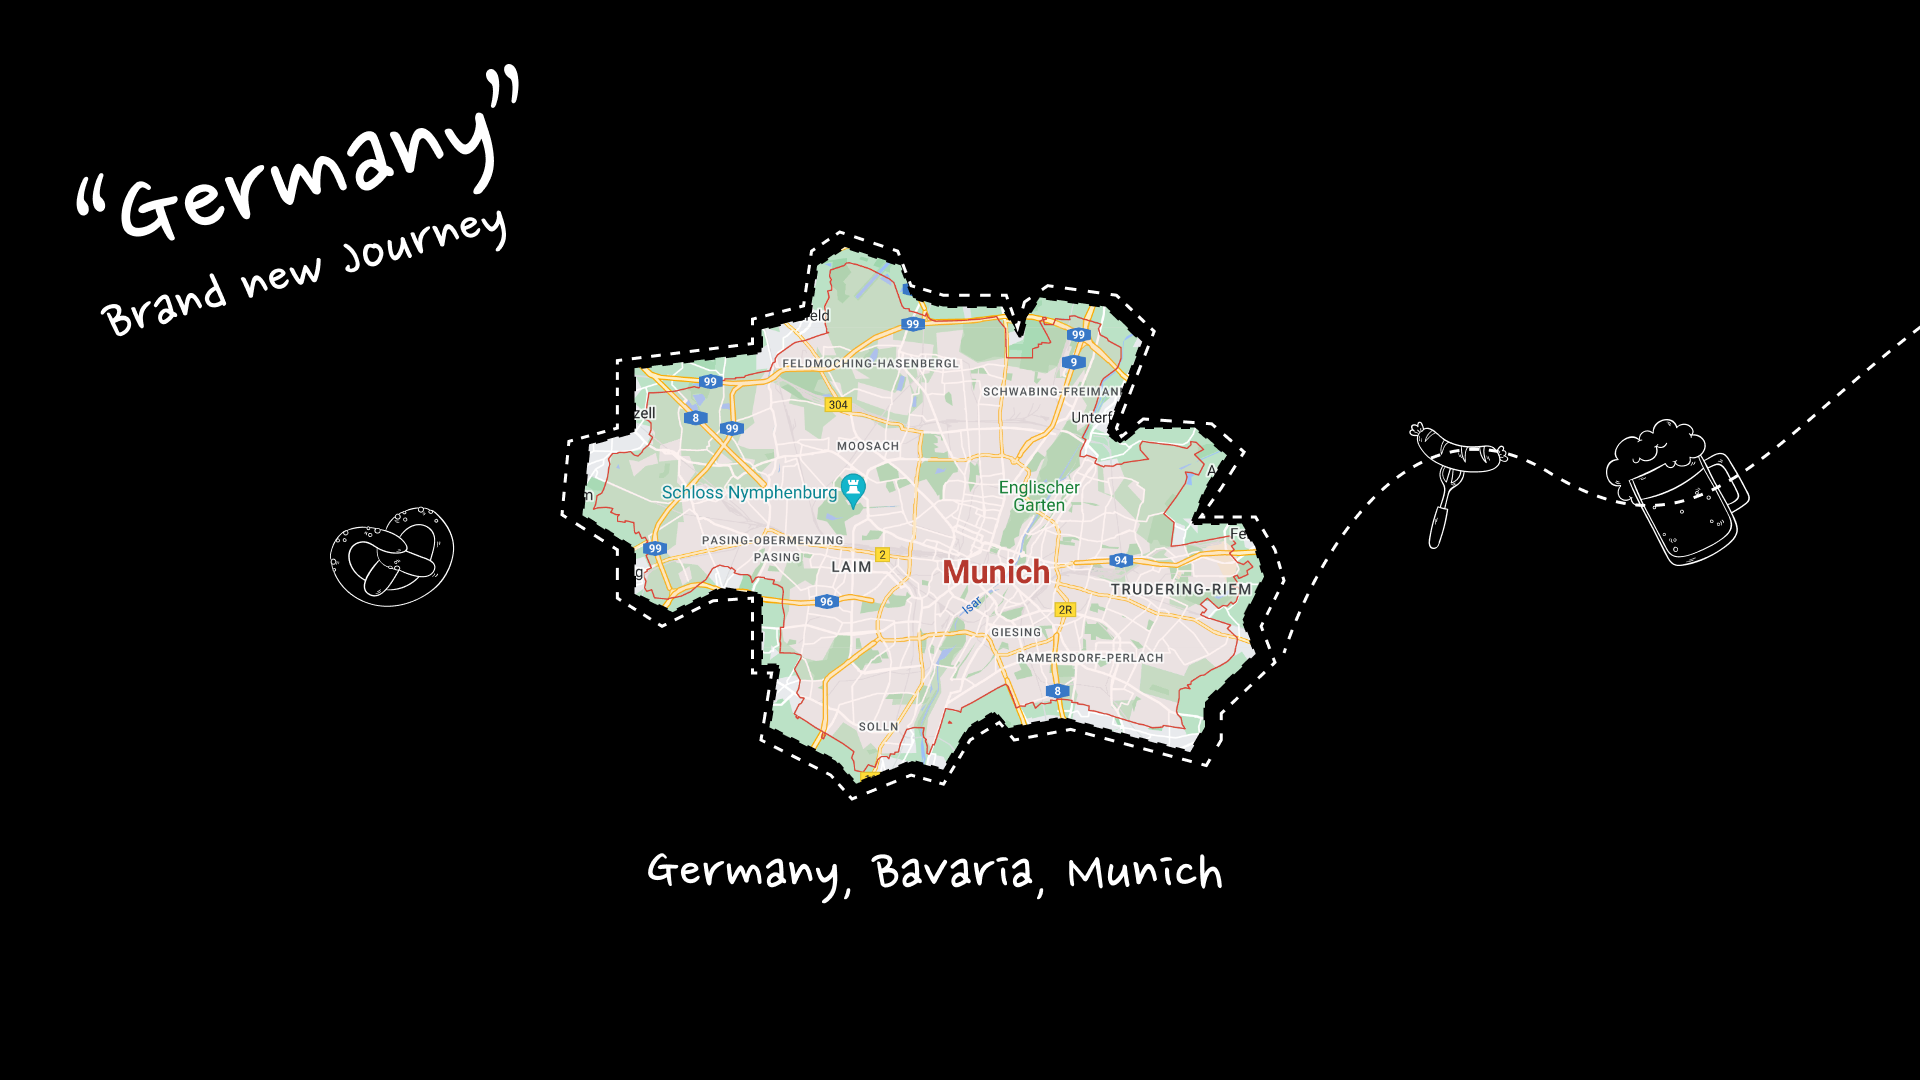 “Germany”
Brand new Journey
feld
99
99
9
FELDMOCHING-HASENBERGL
99
SCHWABING-FREIMAN
304
zell
8
99
Unterf
MOOSACH
A
Schloss Nymphenburg
Englischer
Garten
m
Fe
PASING-OBERMENZING
99
PASING
2
94
LAIM
Munich
g
TRUDERING-RIEM
96
Isar
2R
GIESING
RAMERSDORF-PERLACH
8
SOLLN
Germany, Bavaria, Munich